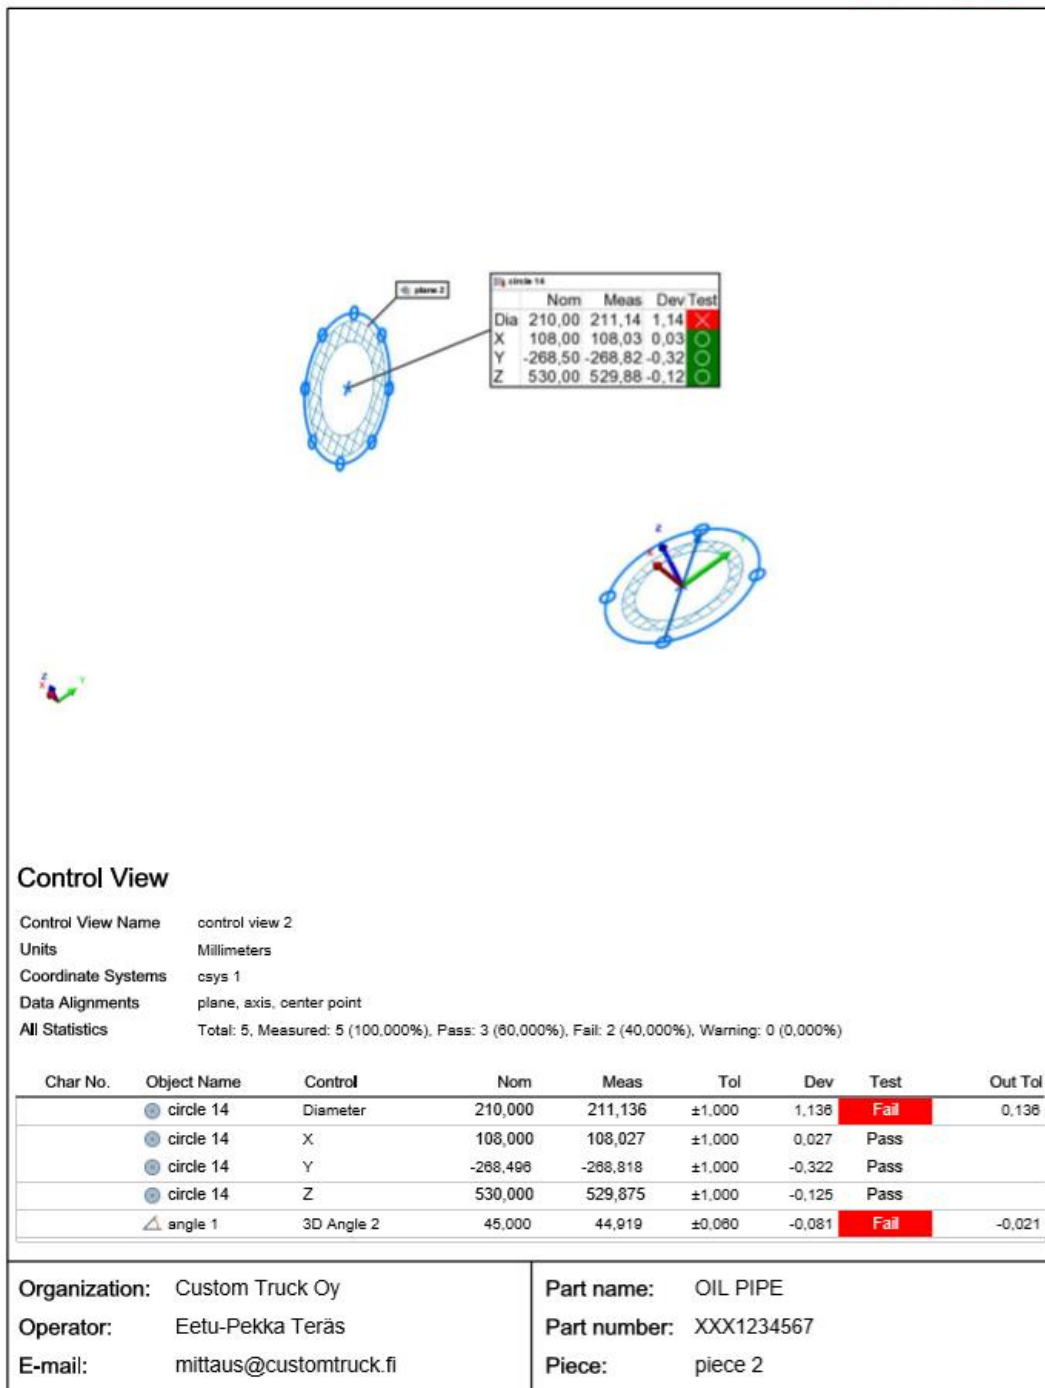 plane 2
circle 14
Nom Meas Dev Test
Dia 210,00 211,14 1,14
X 108,00 108,03 0,03
Y -268,50 -268,82 -0,32
Z 530,00 529,88 -0,12
Z
X
Y
Z
X
Y
Control View
Control View Name control view 2
Units Millimeters
Coordinate Systems csys 1
Data Alignments plane, axis, center point
All Statistics Total: 5, Measured: 5 (100,000%), Pass: 3 (60,000%), Fail: 2 (40,000%), Warning: 0 (0,000%)
Char No. Object Name Control Nom Meas Tol Dev Test Out Tol
circle 14 Diameter 210,000 211,136 ±1,000 1,136 Fail 0,136
circle 14 X 108,000 108,027 ±1,000 0,027 Pass
circle 14 Y -268,496 -268,818 ±1,000 -0,322 Pass
circle 14 Z 530,000 529,875 ±1,000 -0,125 Pass
angle 1 3D Angle 2 45,000 44,919 ±0,060 -0,081 Fail -0,021
Organization: Custom Truck Oy
Operator: Eetu-Pekka Teräs
E-mail: mittaus@customtruck.fi
Part name: OIL PIPE
Part number: XXX1234567
Piece: piece 2